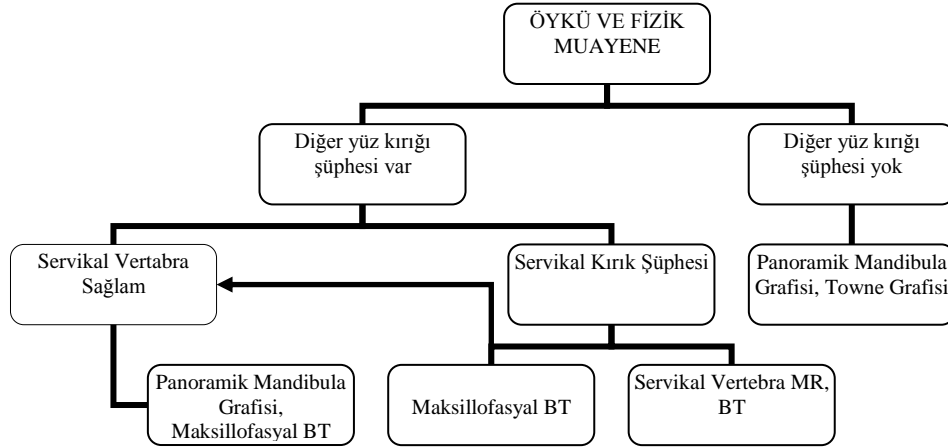 ÖYKÜ VE FİZİK
MUAYENE
Diğer yüz kırığı
şüphesi var
Diğer yüz kırığı
şüphesi yok
Servikal Vertabra
Sağlam
Servikal Kırık Şüphesi
Panoramik Mandibula
Grafisi, Towne Grafisi
Panoramik Mandibula
Grafisi,
Maksillofasyal BT
Maksillofasyal BT
Servikal Vertebra MR,
BT